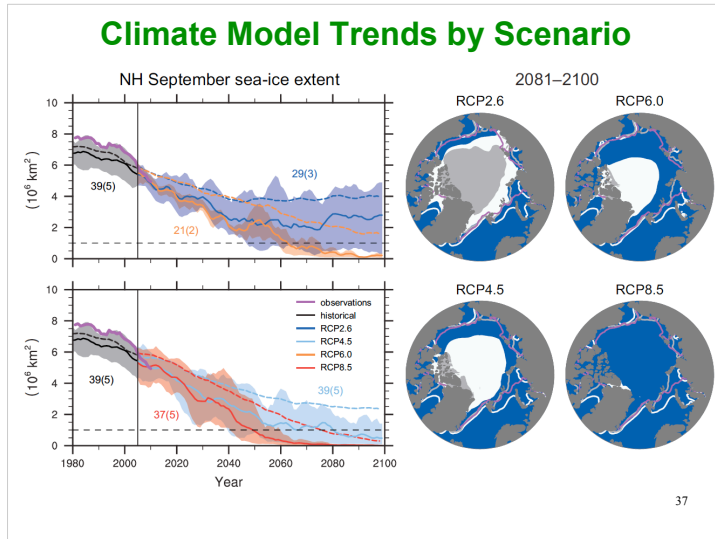 Climate Model Trends by Scenario
NH September sea-ice extent
10
8
6
4
2
0
(10⁶ km²)
39(5)
29(3)
21(2)
10
8
6
4
2
0
(10⁶ km²)
39(5)
37(5)
39(5)
observations
historical
RCP2.6
RCP4.5
RCP6.0
RCP8.5
1980 2000 2020 2040 2060 2080 2100
Year
2081–2100
RCP2.6 RCP6.0
RCP4.5 RCP8.5
37